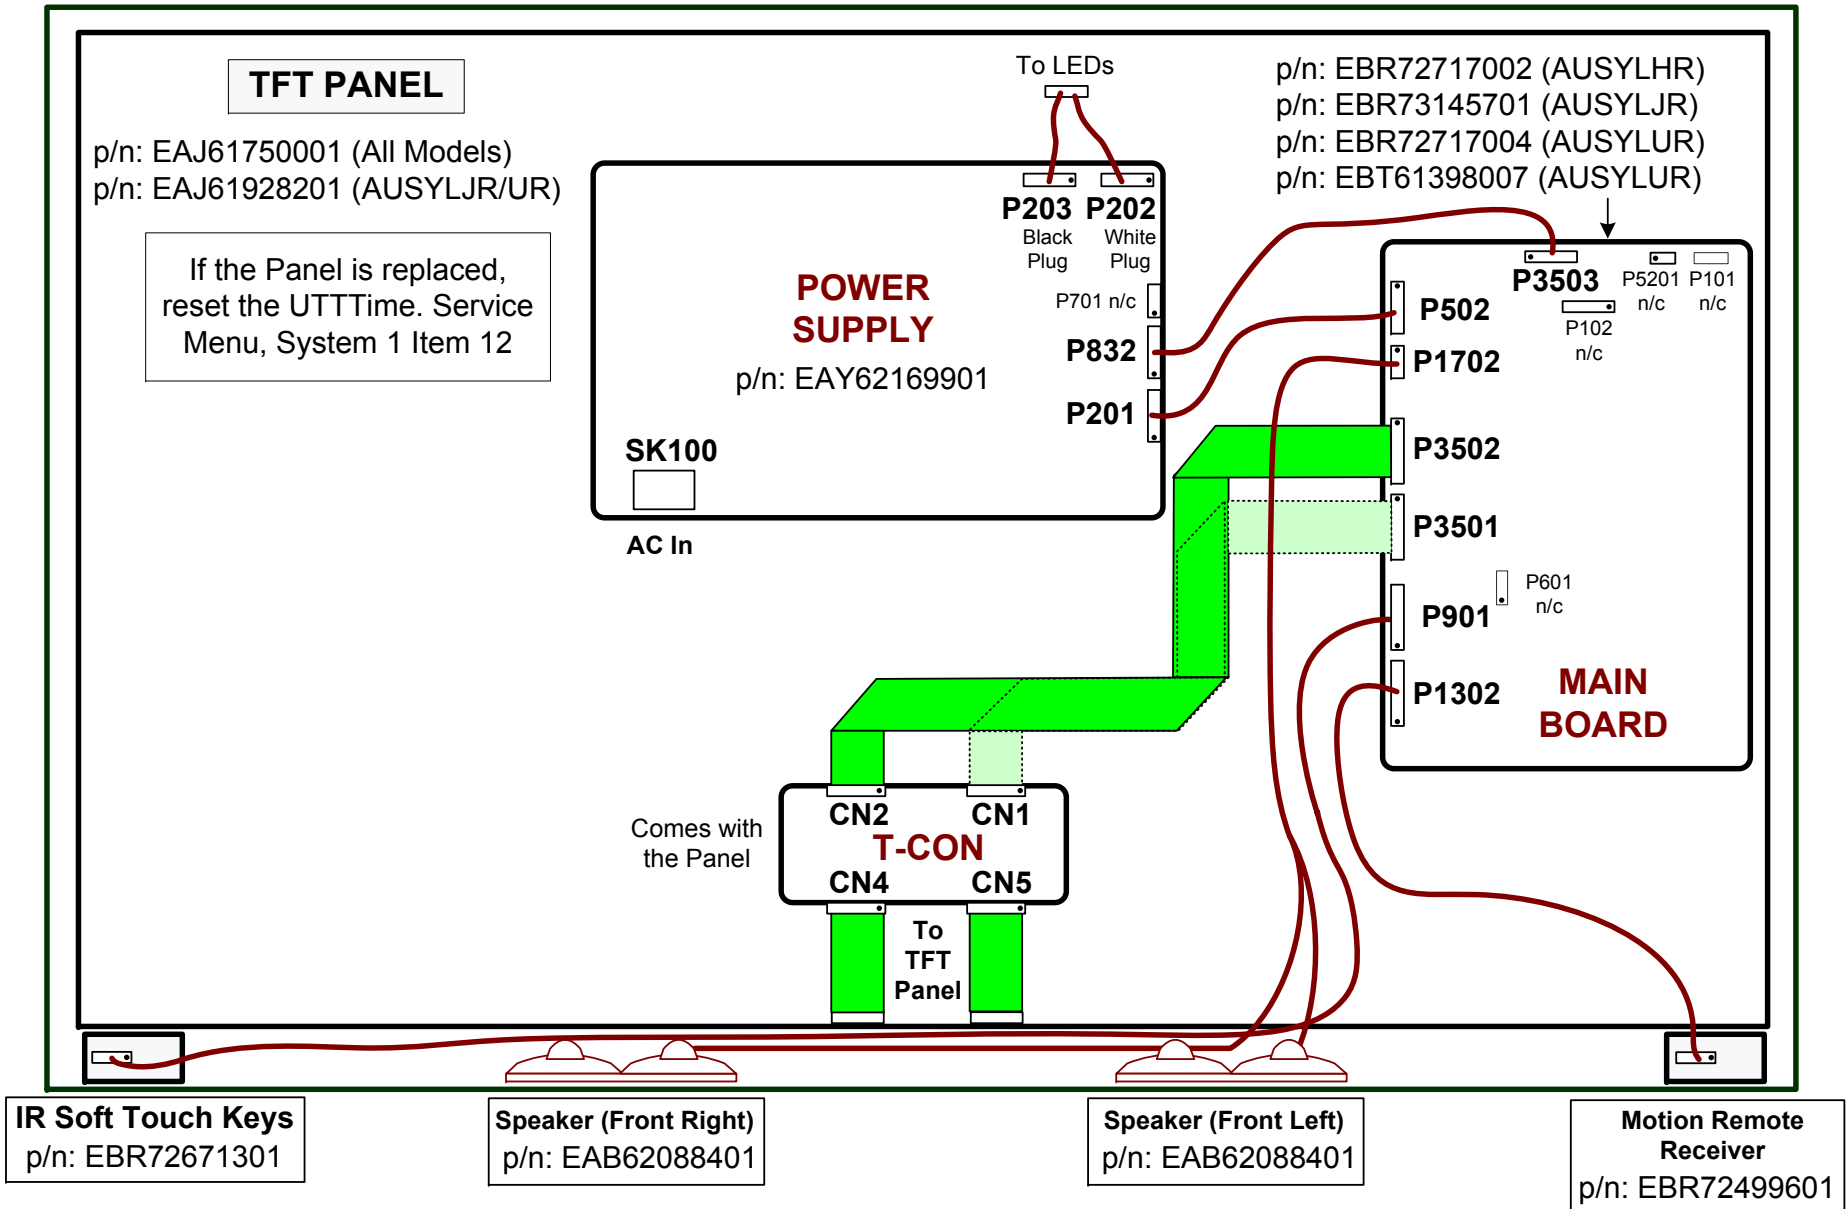 TFT PANEL
p/n: EAJ61750001 (All Models)
p/n: EAJ61928201 (AUSYLJR/UR)
If the Panel is replaced,
reset the UTTTime. Service
Menu, System 1 Item 12
To LEDs
p/n: EBR72717002 (AUSYLHR)
p/n: EBR73145701 (AUSYLJR)
p/n: EBR72717004 (AUSYLUR)
p/n: EBT61398007 (AUSYLUR)
P203
Black
Plug
P202
White
Plug
POWER
SUPPLY
p/n: EAY62169901
P701 n/c
P832
P201
SK100
AC In
P3503
P5201
n/c
P101
n/c
P102
n/c
P502
P1702
P3502
P3501
P601
n/c
P901
P1302
MAIN
BOARD
Comes with
the Panel
CN2
CN1
T-CON
CN4
CN5
To
TFT
Panel
IR Soft Touch Keys
p/n: EBR72671301
Speaker (Front Right)
p/n: EAB62088401
Speaker (Front Left)
p/n: EAB62088401
Motion Remote
Receiver
p/n: EBR72499601